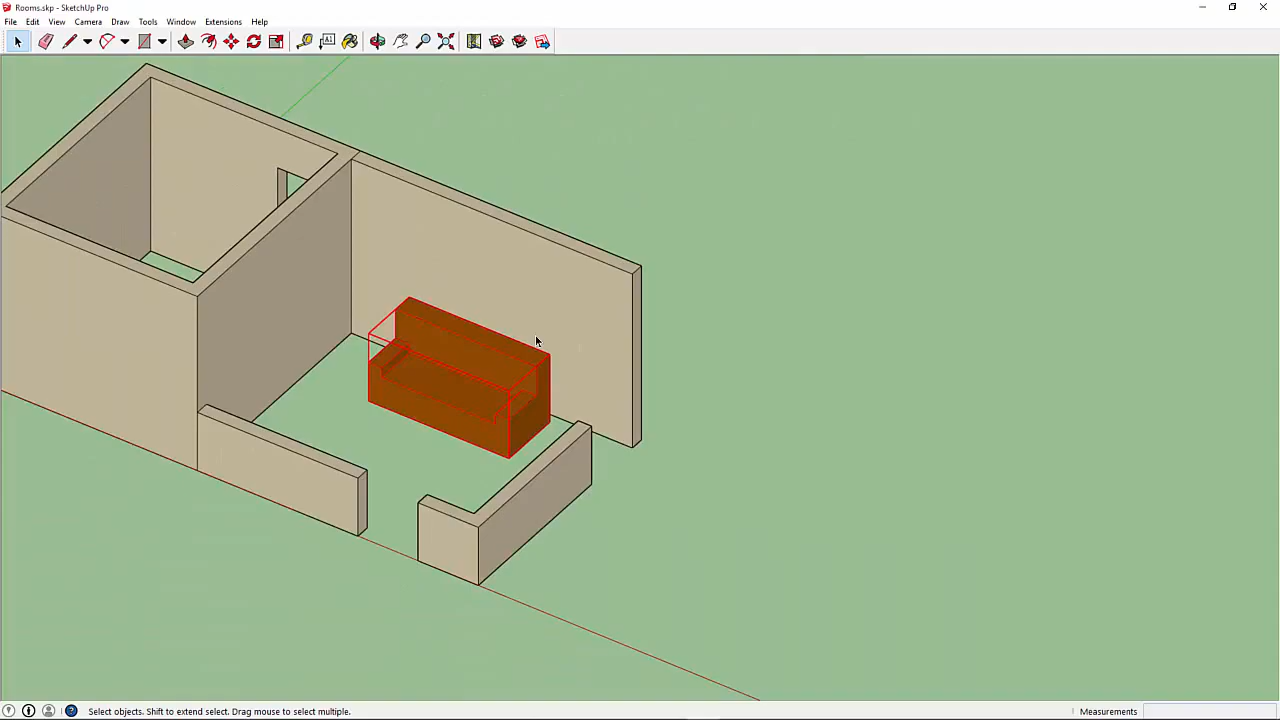 Rooms.skp - SketchUp Pro
File Edit View Camera Draw Tools Window Extensions Help
Select objects. Shift to extend select. Drag mouse to select multiple.
Measurements